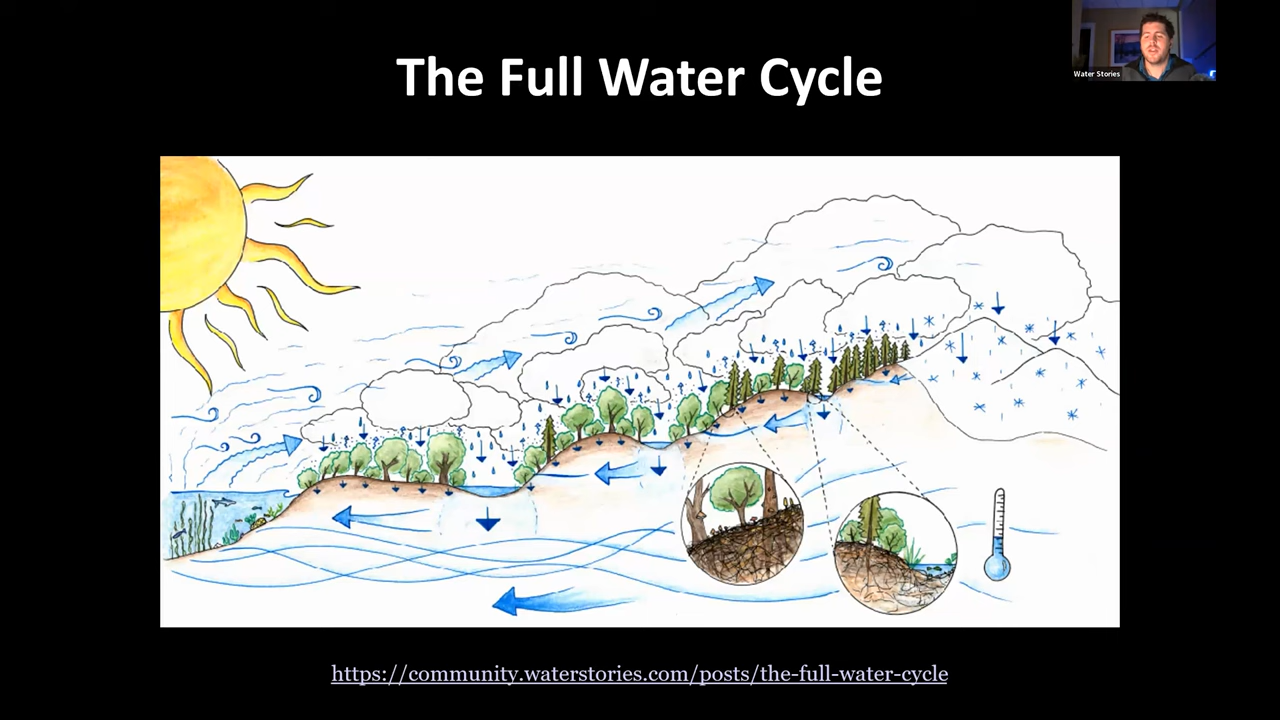 The Full Water Cycle
Water Stories
https://community.waterstories.com/posts/the-full-water-cycle